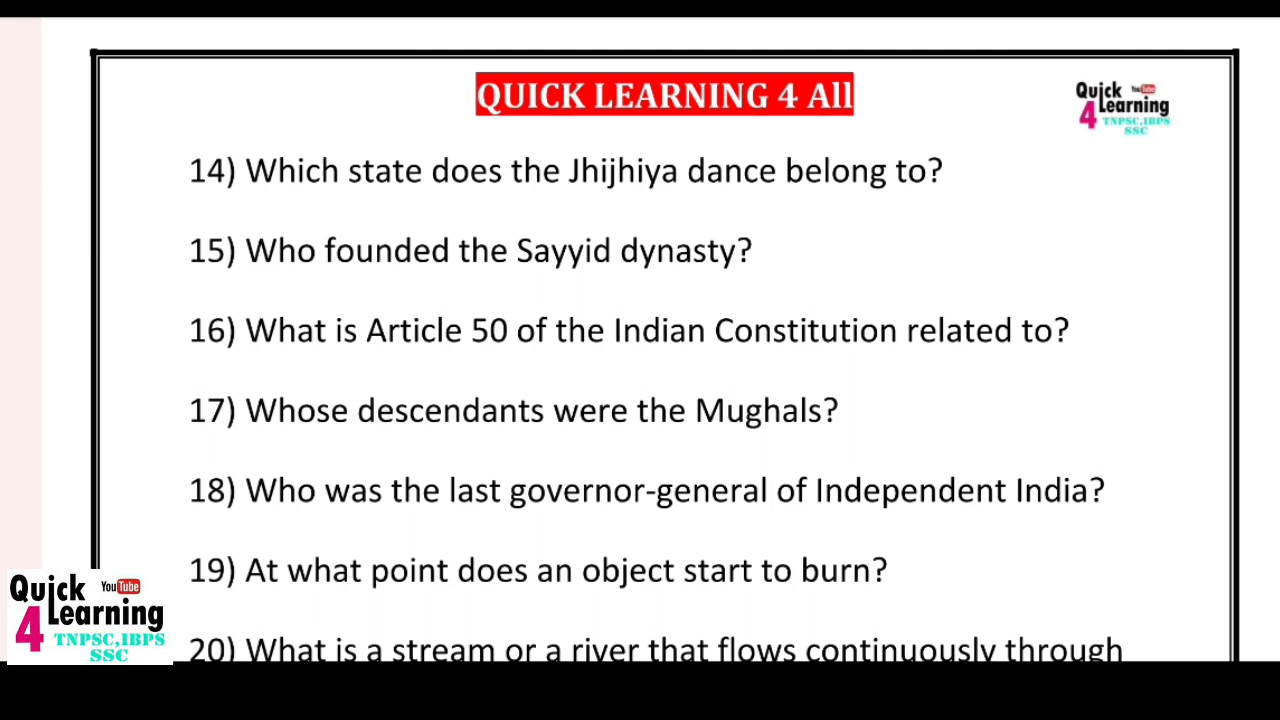 QUICK LEARNING 4 All
Quick YouTube
4 Learning
TNPSC,IBPS
SSC
14) Which state does the Jhijhiya dance belong to?
15) Who founded the Sayyid dynasty?
16) What is Article 50 of the Indian Constitution related to?
17) Whose descendants were the Mughals?
18) Who was the last governor-general of Independent India?
19) At what point does an object start to burn?
20) What is a stream or a river that flows continuously through
Quick YouTube
4 Learning
TNPSC,IBPS
SSC